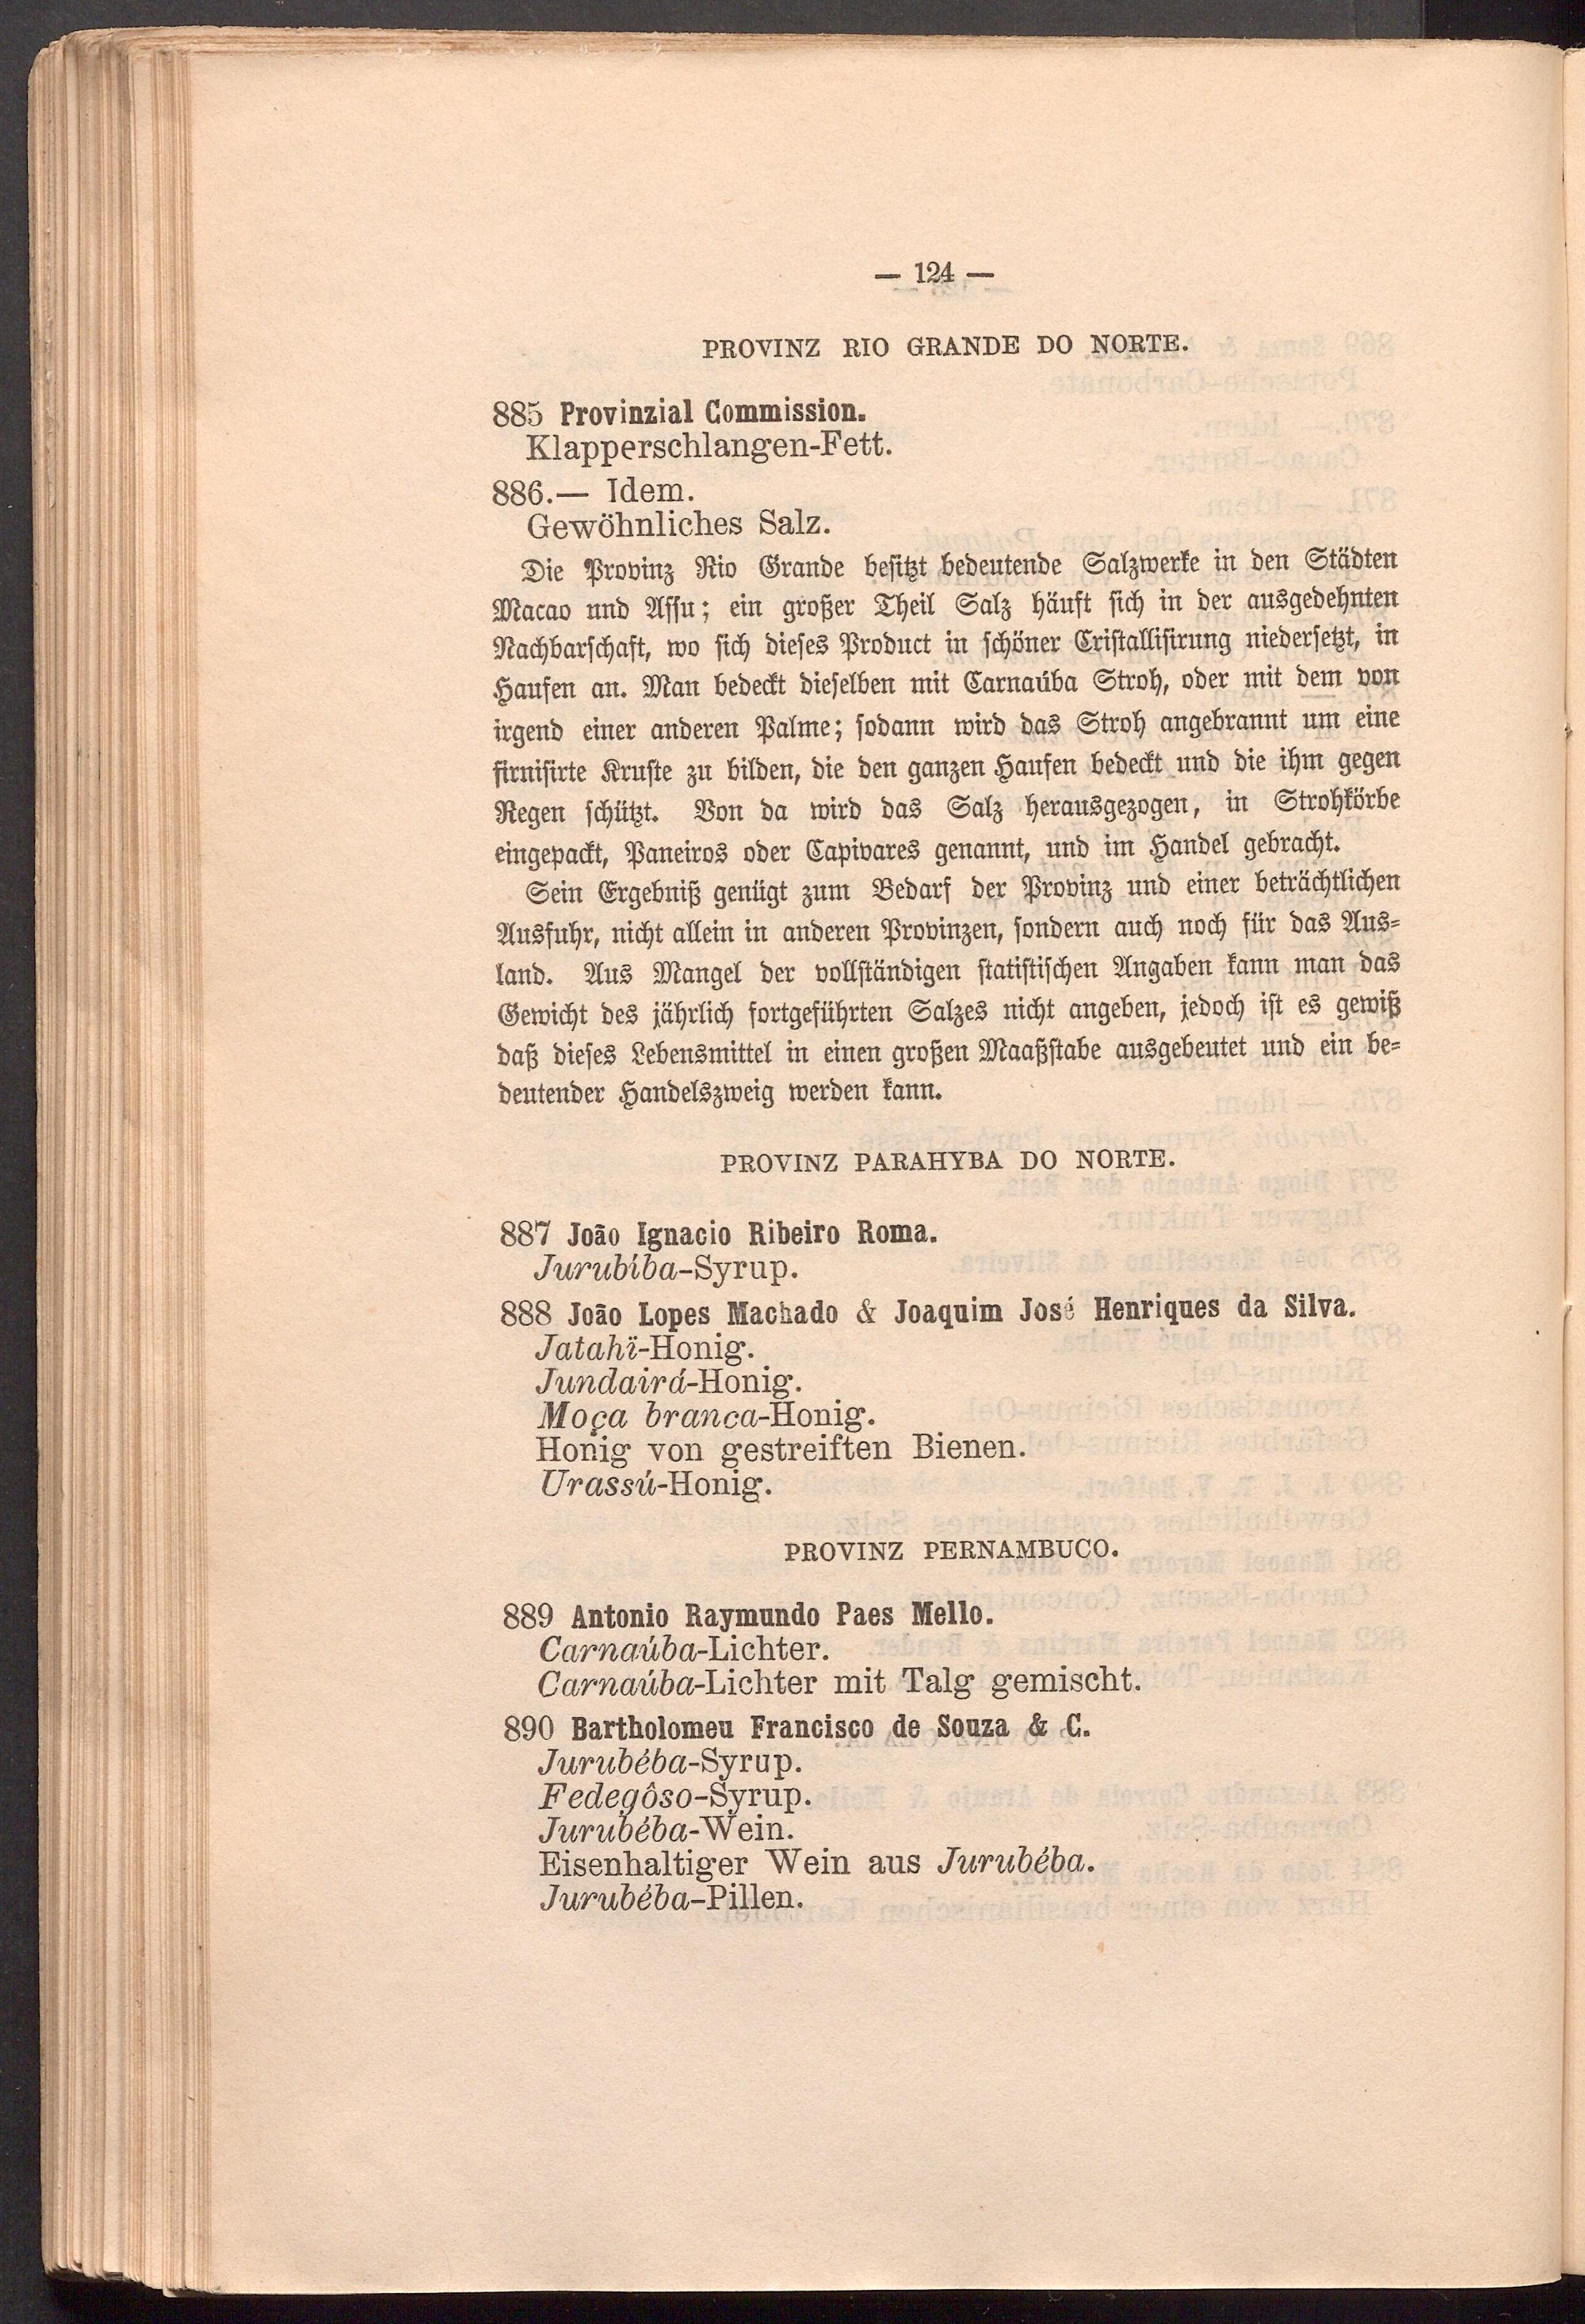 — 124 —
PROVINZ RIO GRANDE DO NORTE.
885 Provinzial Commission.
Klapperschlangen-Fett.
886.— Idem.
Gewöhnliches Salz.
Die Provinz Rio Grande besitzt bedeutende Salzwerke in den Städten
Macao und Assu; ein großer Theil Salz häuft sich in der ausgedehnten
Nachbarschaft, wo sich dieses Product in schöner Cristallisirung niedersetzt, in
Haufen an. Man bedeckt dieselben mit Carnaúba Stroh, oder mit dem von
irgend einer anderen Palme; sodann wird das Stroh angebrannt um eine
firnisirte Kruste zu bilden, die den ganzen Haufen bedeckt und die ihm gegen
Regen schützt. Von da wird das Salz herausgezogen, in Strohkörbe
eingepackt, Paneiros oder Capivares genannt, und im Handel gebracht.
Sein Ergebniß genügt zum Bedarf der Provinz und einer beträchtlichen
Ausfuhr, nicht allein in anderen Provinzen, sondern auch noch für das Aus-
land. Aus Mangel der vollständigen statistischen Angaben kann man das
Gewicht des jährlich fortgeführten Salzes nicht angeben, jedoch ist es gewiß
daß dieses Lebensmittel in einen großen Maaßstabe ausgebeutet und ein be-
deutender Handelszweig werden kann.
PROVINZ PARAHYBA DO NORTE.
887 João Ignacio Ribeiro Roma.
Jurubíba-Syrup.
888 João Lopes Machado & Joaquim José Henriques da Silva.
Jatahï-Honig.
Jundairá-Honig.
Moça branca-Honig.
Honig von gestreiften Bienen.
Urassú-Honig.
PROVINZ PERNAMBUCO.
889 Antonio Raymundo Paes Mello.
Carnaúba-Lichter.
Carnaúba-Lichter mit Talg gemischt.
890 Bartholomeu Francisco de Souza & C.
Jurubéba-Syrup.
Fedegôso-Syrup.
Jurubéba-Wein.
Eisenhaltiger Wein aus Jurubéba.
Jurubéba-Pillen.